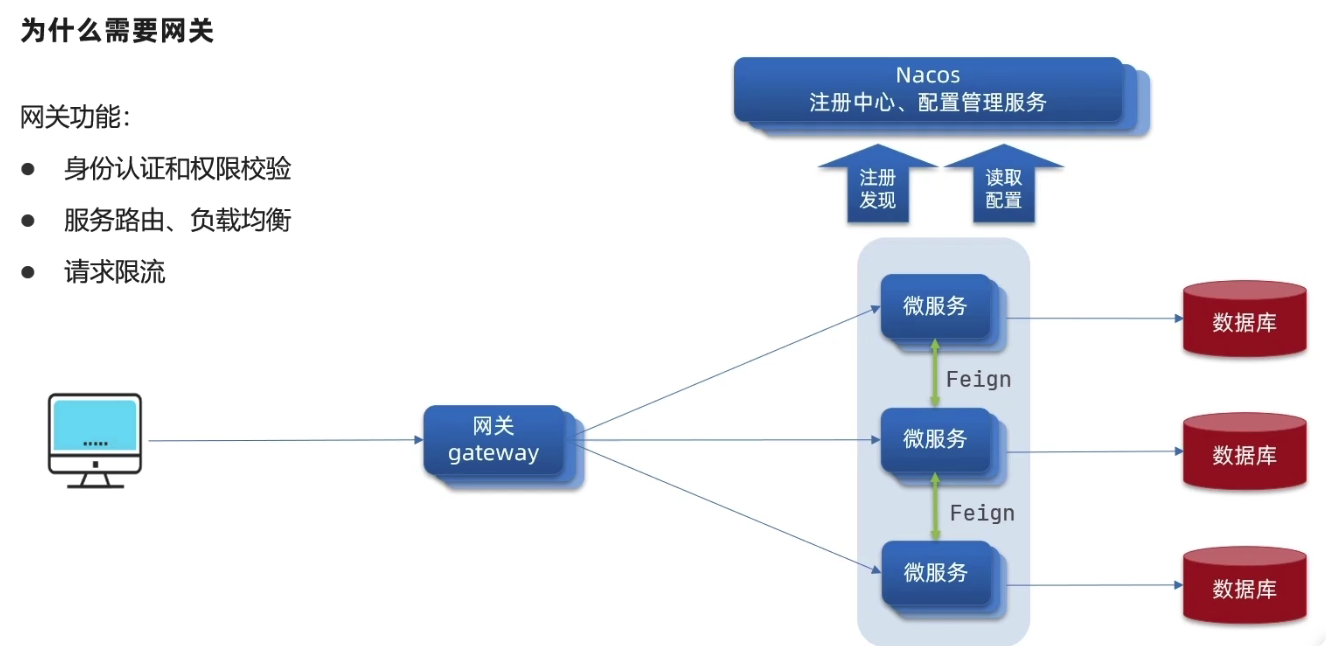 为什么需要网关
网关功能：
● 身份认证和权限校验
● 服务路由、负载均衡
● 请求限流
Nacos
注册中心、配置管理服务
注册
发现
读取
配置
微服务
数据库
Feign
网关
gateway
微服务
数据库
Feign
微服务
数据库